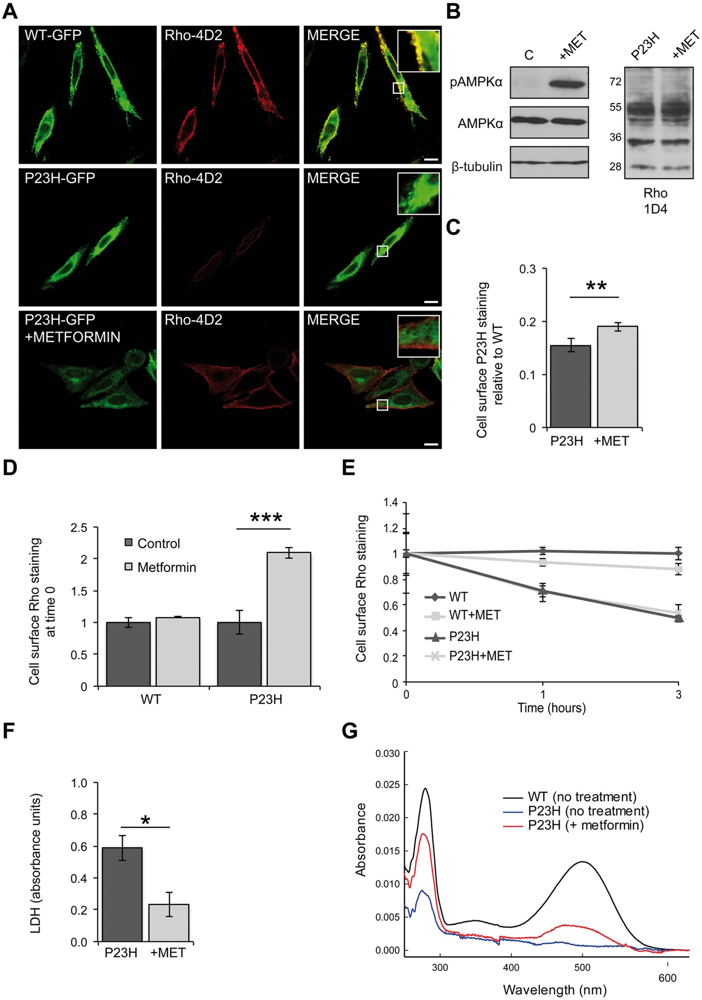 A
WT-GFP
Rho-4D2
MERGE
P23H-GFP
Rho-4D2
MERGE
P23H-GFP
+METFORMIN
Rho-4D2
MERGE
B
C
+MET
pAMPKα
AMPKα
β-tubulin
P23H
+MET
72
55
36
28
Rho
1D4
C
Cell surface P23H staining
relative to WT
0.3
0.2
0.1
0
**
P23H
+MET
D
Cell surface Rho staining
at time 0
2.5
2
1.5
1
0.5
0
Control
Metformin
***
WT
P23H
E
Cell surface Rho staining
1.4
1.2
1
0.8
0.6
0.4
0.2
0
WT
WT+MET
P23H
P23H+MET
0
1
3
Time (hours)
F
LDH (absorbance units)
1.0
0.8
0.6
0.4
0.2
0.0
*
P23H
+MET
G
Absorbance
0.030
0.025
0.020
0.015
0.010
0.005
0.000
WT (no treatment)
P23H (no treatment)
P23H (+ metformin)
300
400
500
600
Wavelength (nm)